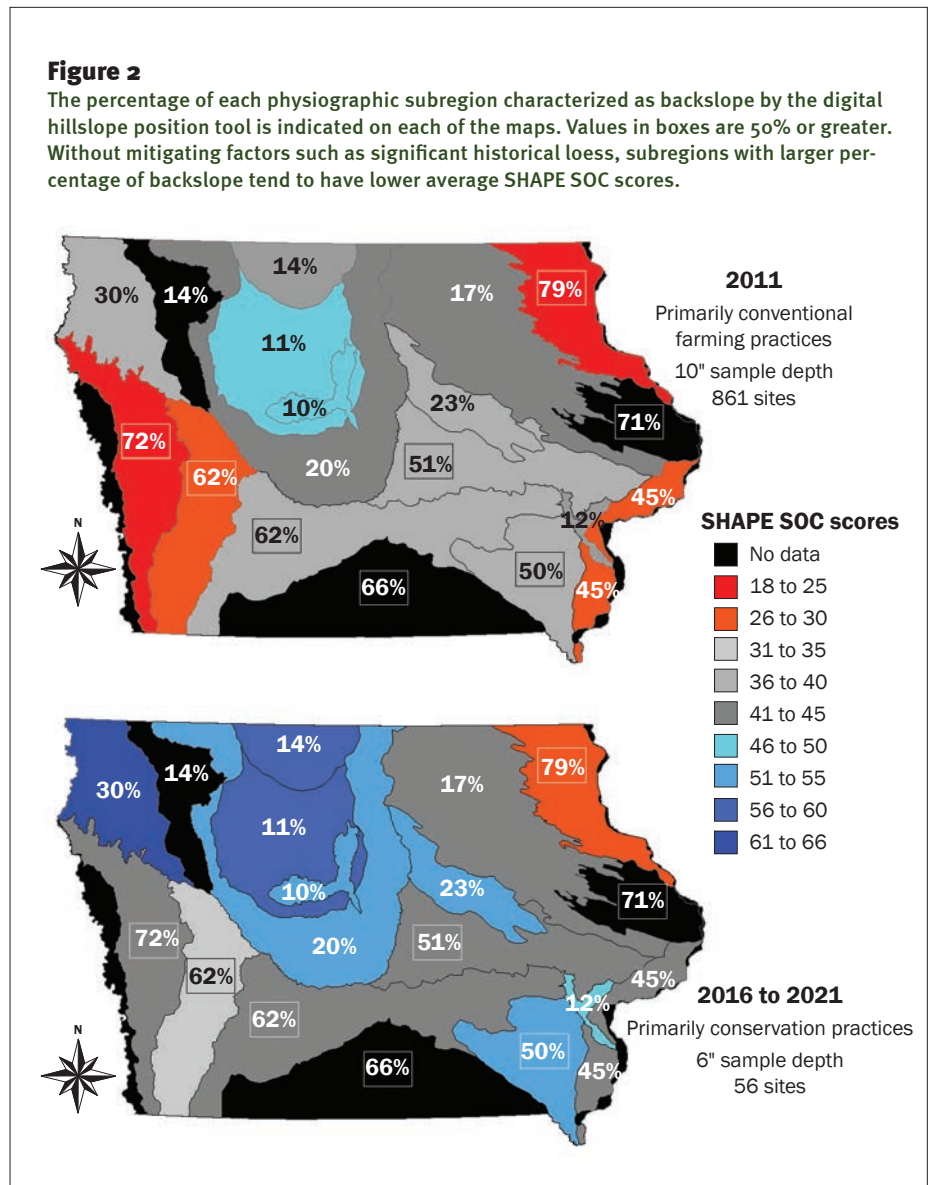 Figure 2
The percentage of each physiographic subregion characterized as backslope by the digital
hillslope position tool is indicated on each of the maps. Values in boxes are 50% or greater.
Without mitigating factors such as significant historical loess, subregions with larger per-
centage of backslope tend to have lower average SHAPE SOC scores.
14%
30%
14%
17%
79%
11%
10%
23%
71%
72%
62%
20%
51%
45%
12%
62%
50%
66%
45%
N
2011
Primarily conventional
farming practices
10" sample depth
861 sites
SHAPE SOC scores
No data
18 to 25
26 to 30
31 to 35
36 to 40
41 to 45
46 to 50
51 to 55
56 to 60
61 to 66
14%
14%
30%
17%
79%
11%
10%
23%
71%
72%
20%
51%
62%
45%
12%
62%
50%
66%
45%
N
2016 to 2021
Primarily conservation practices
6" sample depth
56 sites